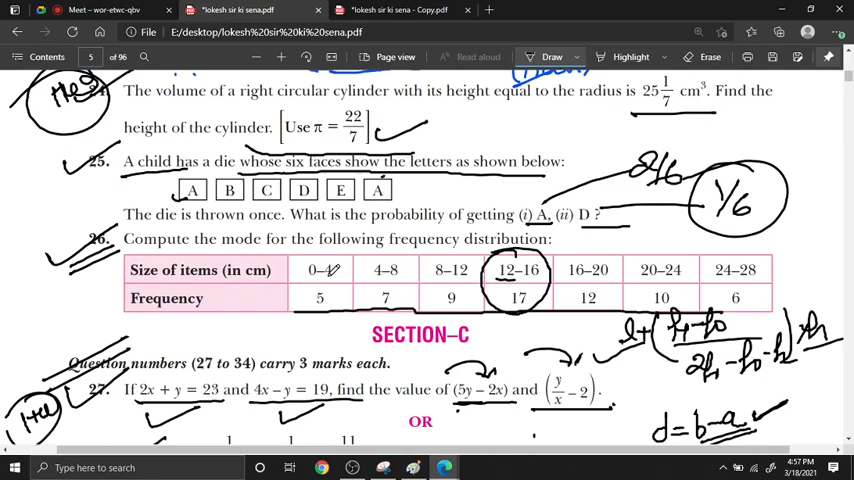 Meet – wor-etwc-qbv
*lokesh sir ki sena.pdf
*lokesh sir ki sena - Copy.pdf
File E:/desktop/lokesh%20sir%20ki%20sena.pdf
Contents 5 of 96 Page view Read aloud Draw Highlight Erase
The volume of a right circular cylinder with its height equal to the radius is 25 1/7 cm³. Find the
height of the cylinder. [Use π = 22/7]
25. A child has a die whose six faces show the letters as shown below:
A B C D E A
2/6
1/6
The die is thrown once. What is the probability of getting (i) A, (ii) D ?
26. Compute the mode for the following frequency distribution:
Size of items (in cm) 0–4 4–8 8–12 12–16 16–20 20–24 24–28
Frequency 5 7 9 17 12 10 6
l+(f1-f0/2f1-f0-f2)×h
SECTION–C
Question numbers (27 to 34) carry 3 marks each.
27. If 2x + y = 23 and 4x – y = 19, find the value of (5y – 2x) and (y/x – 2).
OR
d=b-a
11
Type here to search
4:57 PM
3/18/2021